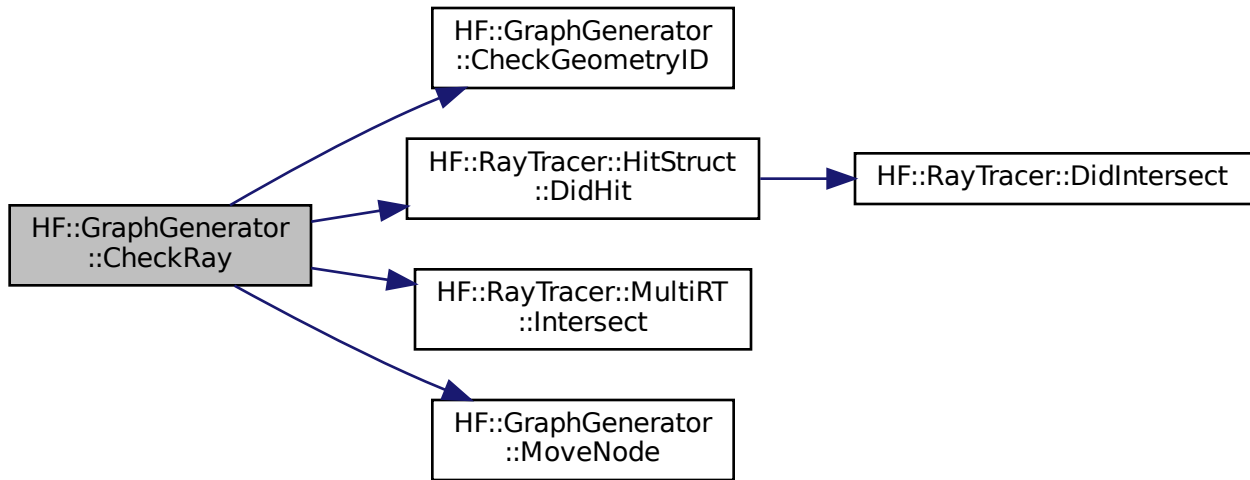 HF::GraphGenerator
::CheckRay
HF::GraphGenerator
::CheckGeometryID
HF::RayTracer::HitStruct
::DidHit
HF::RayTracer::DidIntersect
HF::RayTracer::MultiRT
::Intersect
HF::GraphGenerator
::MoveNode